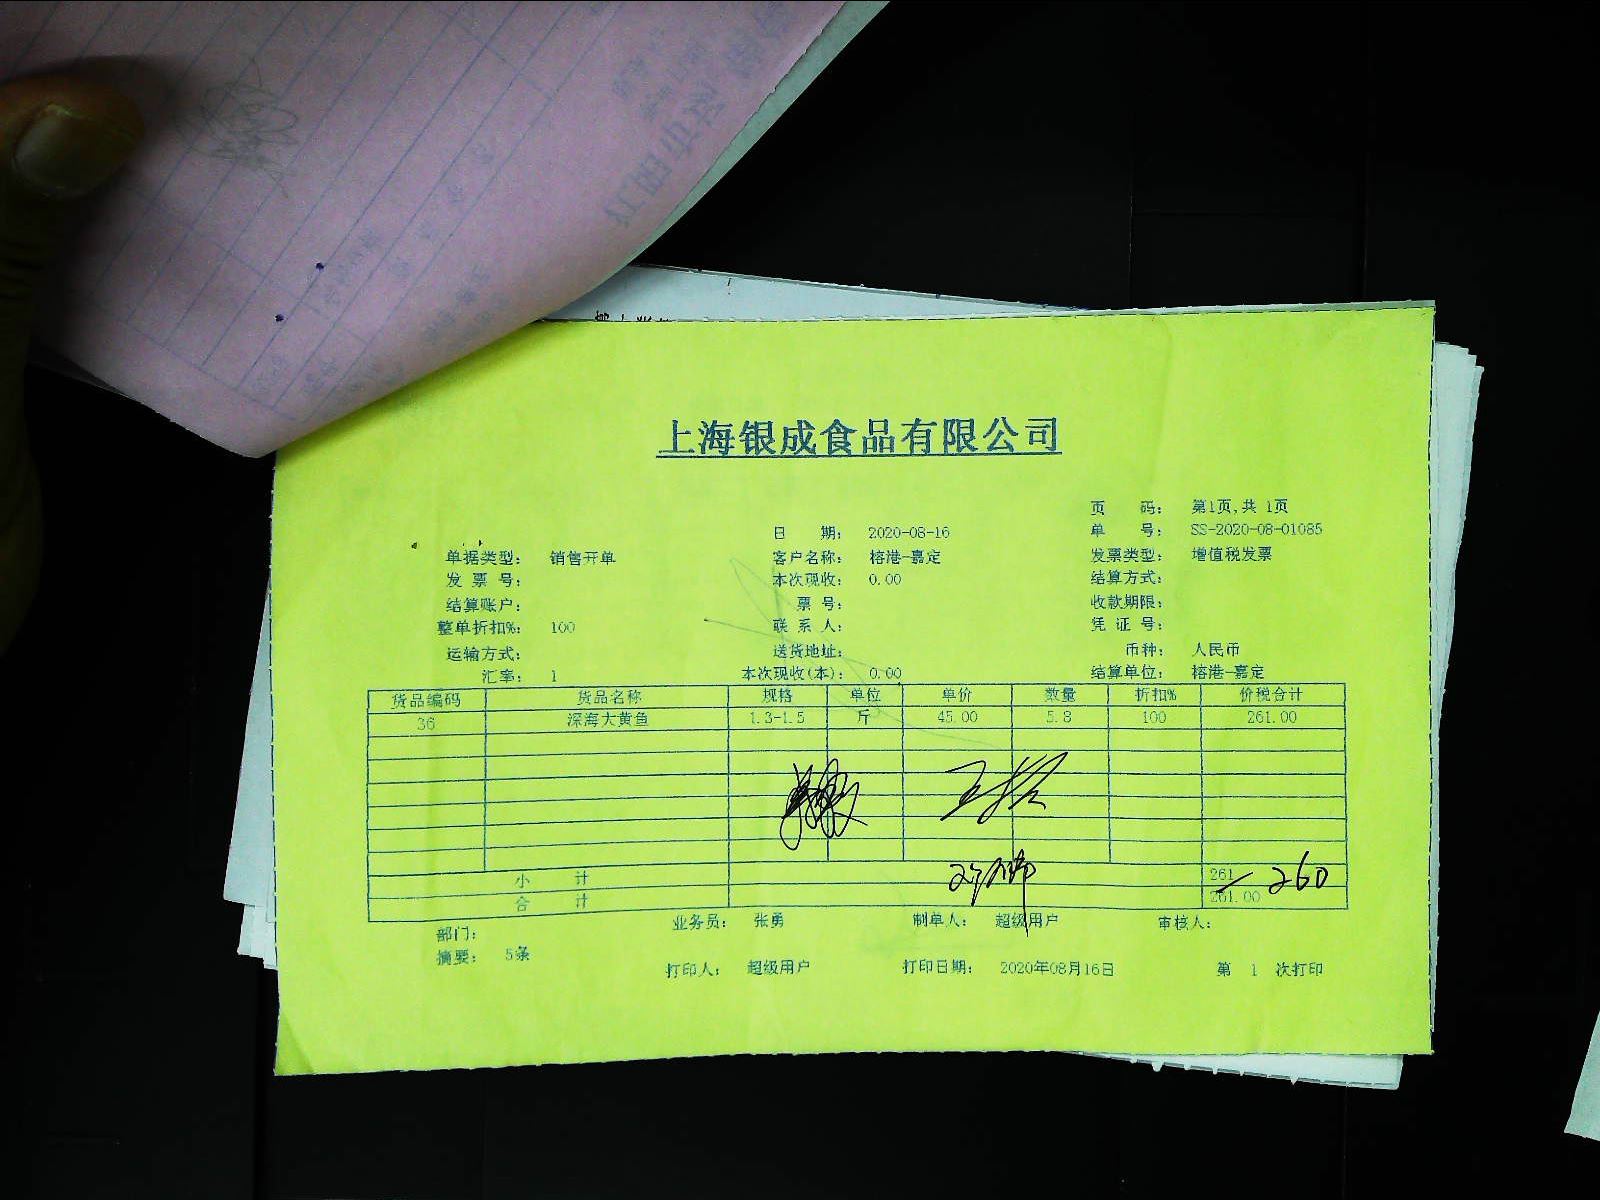 上海银成食品有限公司
页 码: 第1页,共 1页
日 期: 2020-08-16 单 号: SS-2020-08-01085
单据类型: 销售开单 客户名称: 榕港-嘉定 发票类型: 增值税发票
发 票 号: 本次现收: 0.00 结算方式:
结算账户: 票 号: 收款期限:
整单折扣%: 100 联 系 人: 凭 证 号:
运输方式: 送货地址: 币种: 人民币
汇率: 1 本次现收(本): 0.00 结算单位: 榕港-嘉定
货品编码 货品名称 规格 单位 单价 数量 折扣% 价税合计
36 深海大黄鱼 1.3-1.5 斤 45.00 5.8 100 261.00
小 计 261 260
合 计 261.00
部门: 业务员: 张勇 制单人: 超级用户 审核人:
摘要: 5条
打印人: 超级用户 打印日期: 2020年08月16日 第 1 次打印